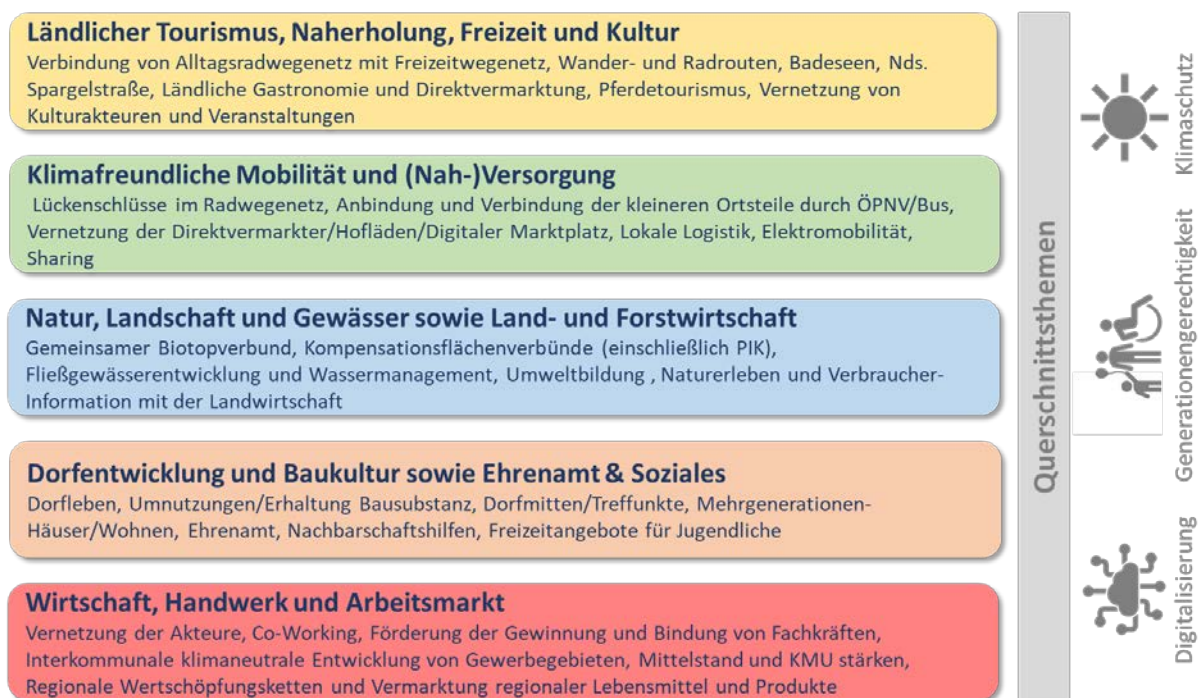 Ländlicher Tourismus, Naherholung, Freizeit und Kultur
Verbindung von Alltagsradwegenetz mit Freizeitwegenetz, Wander- und Radrouten, Badeseen, Nds.
Spargelstraße, Ländliche Gastronomie und Direktvermarktung, Pferdetourismus, Vernetzung von
Kulturakteuren und Veranstaltungen
Klimafreundliche Mobilität und (Nah-)Versorgung
Lückenschlüsse im Radwegenetz, Anbindung und Verbindung der kleineren Ortsteile durch ÖPNV/Bus,
Vernetzung der Direktvermarkter/Hofläden/Digitaler Marktplatz, Lokale Logistik, Elektromobilität,
Sharing
Natur, Landschaft und Gewässer sowie Land- und Forstwirtschaft
Gemeinsamer Biotopverbund, Kompensationsflächenverbünde (einschließlich PIK),
Fließgewässerentwicklung und Wassermanagement, Umweltbildung , Naturerleben und Verbraucher-
Information mit der Landwirtschaft
Dorfentwicklung und Baukultur sowie Ehrenamt & Soziales
Dorfleben, Umnutzungen/Erhaltung Bausubstanz, Dorfmitten/Treffunkte, Mehrgenerationen-
Häuser/Wohnen, Ehrenamt, Nachbarschaftshilfen, Freizeitangebote für Jugendliche
Wirtschaft, Handwerk und Arbeitsmarkt
Vernetzung der Akteure, Co-Working, Förderung der Gewinnung und Bindung von Fachkräften,
Interkommunale klimaneutrale Entwicklung von Gewerbegebieten, Mittelstand und KMU stärken,
Regionale Wertschöpfungsketten und Vermarktung regionaler Lebensmittel und Produkte
Querschnittsthemen
Klimaschutz
Generationengerechtigkeit
Digitalisierung